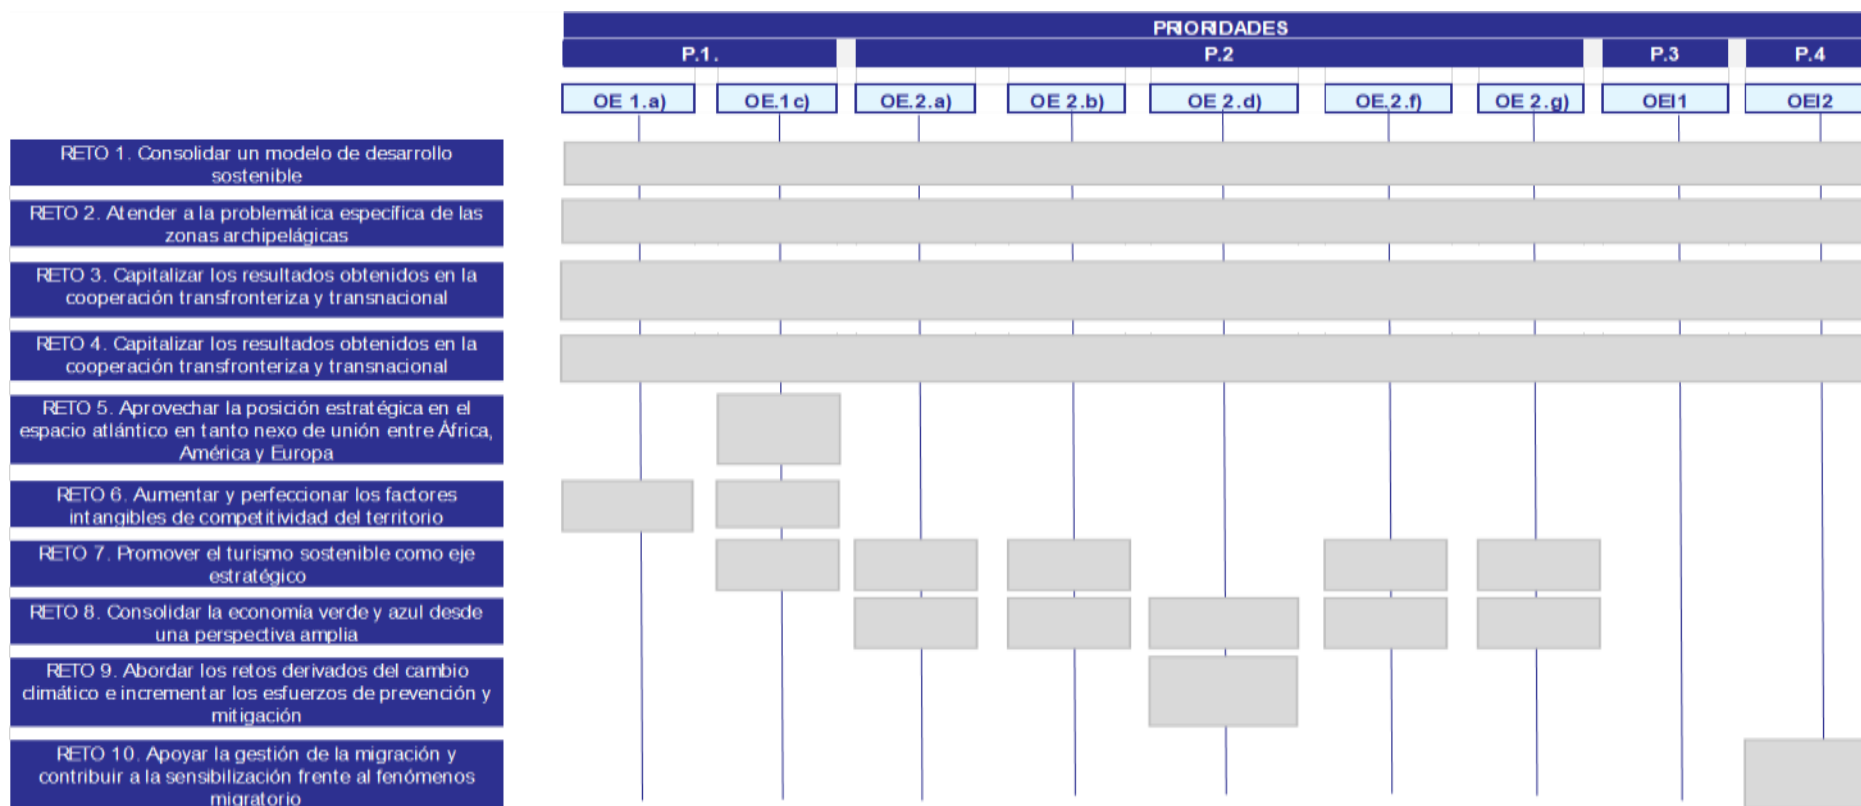 PRIORIDADES
P.1.
P.2
P.3
P.4
OE 1.a)
OE.1c)
OE.2.a)
OE 2.b)
OE 2.d)
OE.2.f)
OE 2.g)
OEI1
OEI2
RETO 1. Consolidar un modelo de desarrollo
sostenible
RETO 2. Atender a la problemática específica de las
zonas archipelágicas
RETO 3. Capitalizar los resultados obtenidos en la
cooperación transfronteriza y transnacional
RETO 4. Capitalizar los resultados obtenidos en la
cooperación transfronteriza y transnacional
RETO 5. Aprovechar la posición estratégica en el
espacio atlántico en tanto nexo de unión entre África,
América y Europa
RETO 6. Aumentar y perfeccionar los factores
intangibles de competitividad del territorio
RETO 7. Promover el turismo sostenible como eje
estratégico
RETO 8. Consolidar la economía verde y azul desde
una perspectiva amplia
RETO 9. Abordar los retos derivados del cambio
climático e incrementar los esfuerzos de prevención y
mitigación
RETO 10. Apoyar la gestión de la migración y
contribuir a la sensibilización frente al fenómenos
migratorio